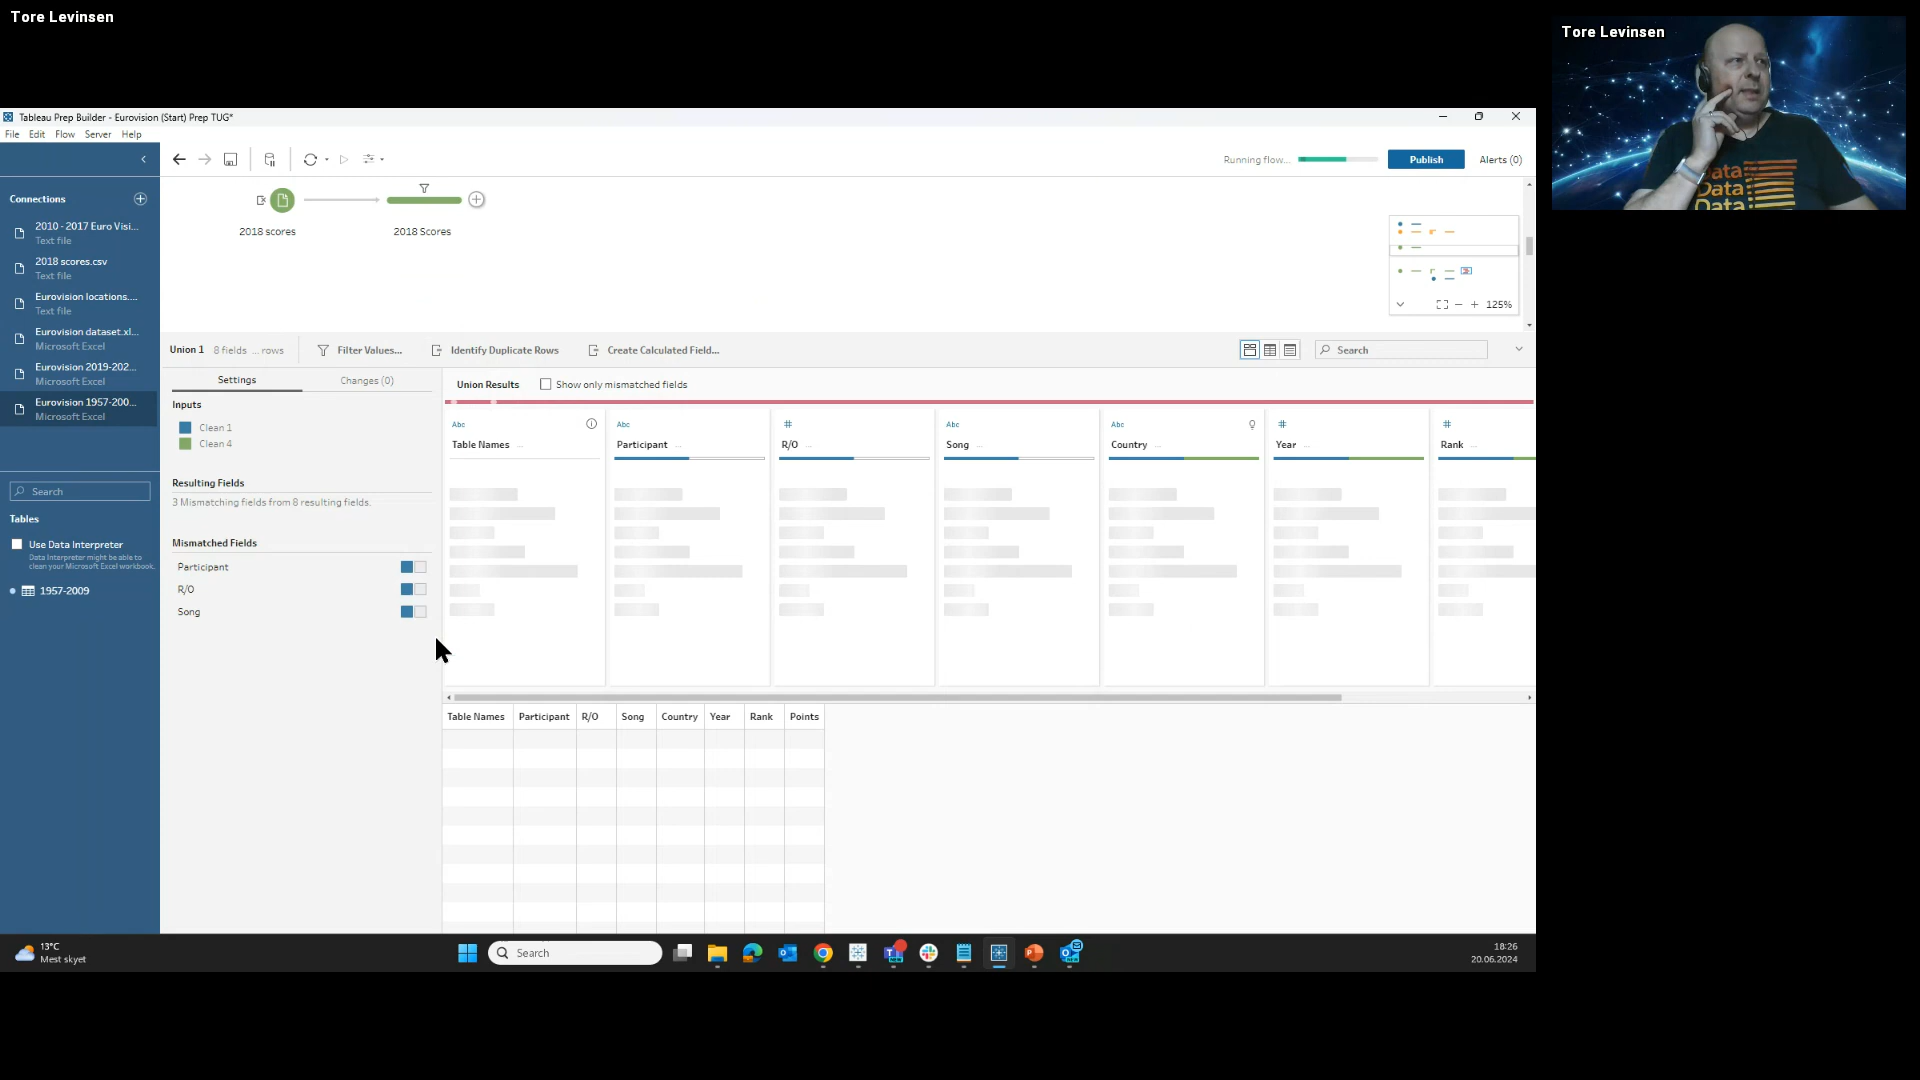 Tore Levinsen
Tore Levinsen
Data
Data
Data
Tableau Prep Builder - Eurovision (Start) Prep TUG*
File Edit Flow Server Help
Running flow...
Publish
Alerts (0)
Connections
2010 - 2017 Euro Visi...
Text file
2018 scores.csv
Text file
Eurovision locations....
Text file
Eurovision dataset.xl...
Microsoft Excel
Eurovision 2019-202...
Microsoft Excel
Eurovision 1957-200...
Microsoft Excel
Search
Tables
Use Data Interpreter
Data Interpreter might be able to
clean your Microsoft Excel workbook.
1957-2009
2018 scores
2018 Scores
125%
Union 1 8 fields ... rows
Filter Values...
Identify Duplicate Rows
Create Calculated Field...
Search
Settings
Changes (0)
Inputs
Clean 1
Clean 4
Resulting Fields
3 Mismatching fields from 8 resulting fields.
Mismatched Fields
Participant
R/O
Song
Union Results
Show only mismatched fields
Abc
Table Names ...
Abc
Participant ...
#
R/O ...
Abc
Song ...
Abc
Country ...
#
Year ...
#
Rank ...
Table Names Participant R/O Song Country Year Rank Points
13°C
Mest skyet
Search
NEW
NEW
18:26
20.06.2024